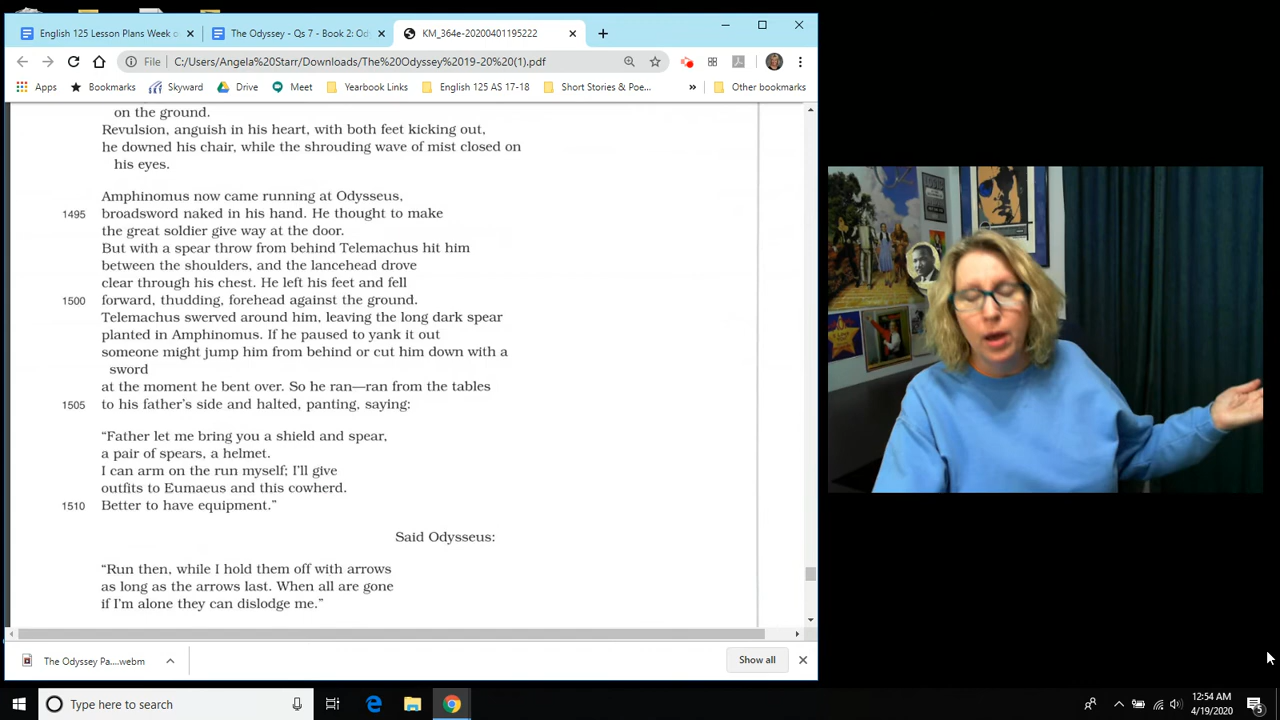 English 125 Lesson Plans Week o
The Odyssey - Qs 7 - Book 2: Od
KM_364e-20200401195222
File
C:/Users/Angela%20Starr/Downloads/The%20Odyssey%2019-20%20(1).pdf
Apps
Bookmarks
Skyward
Drive
Meet
Yearbook Links
English 125 AS 17-18
Short Stories & Poe...
»
Other bookmarks
on the ground.
Revulsion, anguish in his heart, with both feet kicking out,
he downed his chair, while the shrouding wave of mist closed on
his eyes.
Amphinomus now came running at Odysseus,
1495 broadsword naked in his hand. He thought to make
the great soldier give way at the door.
But with a spear throw from behind Telemachus hit him
between the shoulders, and the lancehead drove
clear through his chest. He left his feet and fell
1500 forward, thudding, forehead against the ground.
Telemachus swerved around him, leaving the long dark spear
planted in Amphinomus. If he paused to yank it out
someone might jump him from behind or cut him down with a
sword
at the moment he bent over. So he ran—ran from the tables
1505 to his father's side and halted, panting, saying:
“Father let me bring you a shield and spear,
a pair of spears, a helmet.
I can arm on the run myself; I'll give
outfits to Eumaeus and this cowherd.
1510 Better to have equipment.”
Said Odysseus:
“Run then, while I hold them off with arrows
as long as the arrows last. When all are gone
if I'm alone they can dislodge me.”
The Odyssey Pa....webm
Show all
Type here to search
12:54 AM
4/19/2020
5